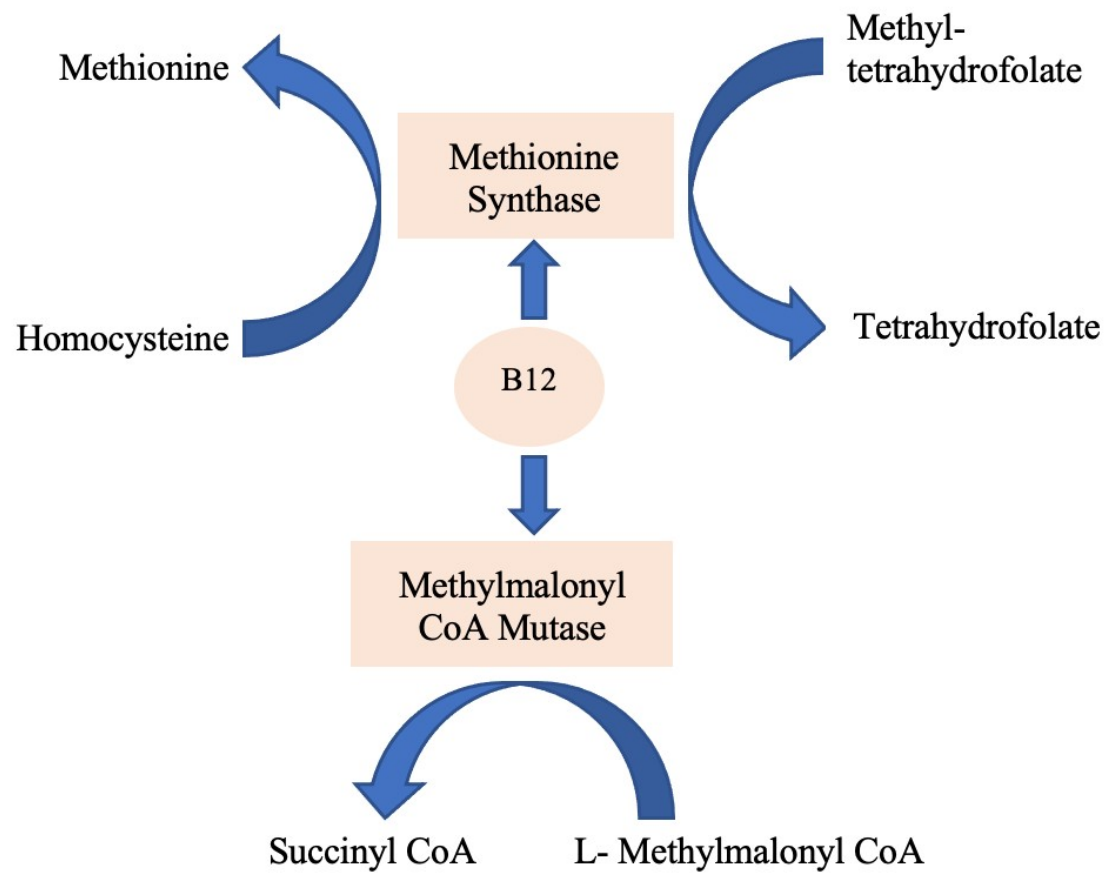 Methionine
Methyl-
tetrahydrofolate
Methionine
Synthase
Homocysteine
Tetrahydrofolate
B12
Methylmalonyl
CoA Mutase
Succinyl CoA
L- Methylmalonyl CoA